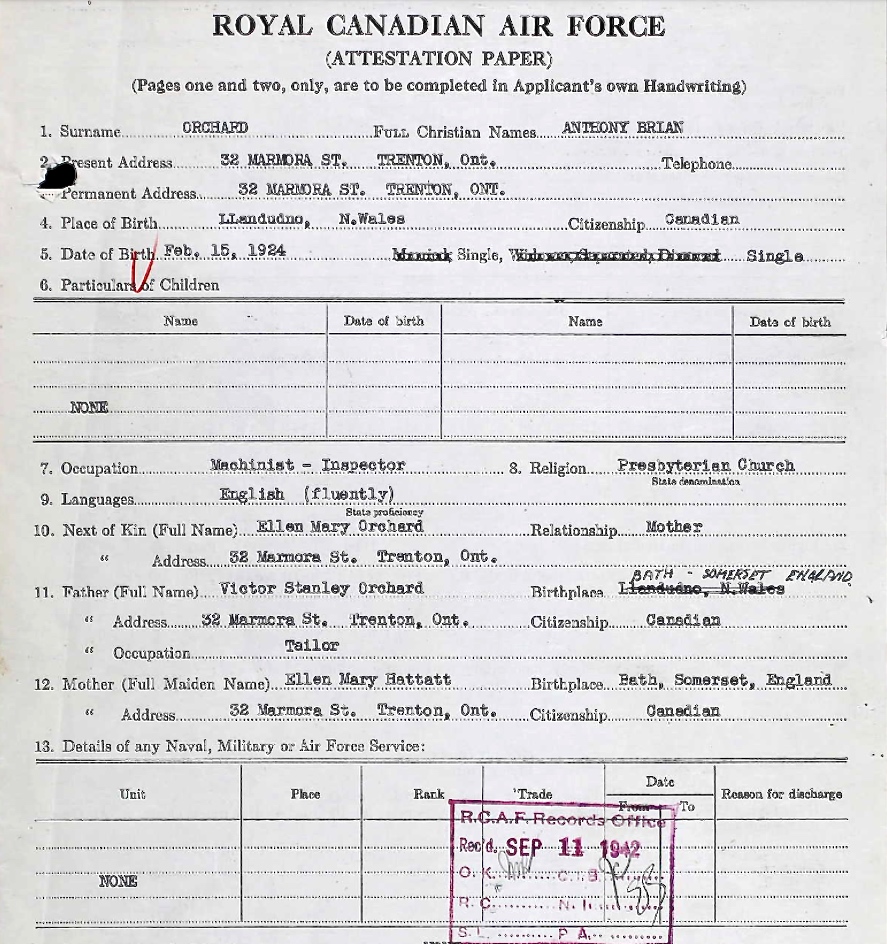 ROYAL CANADIAN AIR FORCE
(ATTESTATION PAPER)
(Pages one and two, only, are to be completed in Applicant's own Handwriting)
1. Surname ORCHARD Full Christian Names ANTHONY BRIAN
2. Present Address 32 MARMORA ST. TRENTON, Ont. Telephone
Permanent Address 32 MARMORA ST. TRENTON, ONT.
4. Place of Birth LLandudno, N.Wales Citizenship Canadian
5. Date of Birth Feb. 15, 1924 Single, Single
6. Particulars of Children
Name Date of birth Name Date of birth
NONE
7. Occupation Machinist - Inspector 8. Religion Presbyterian Church
State denomination
9. Languages English (fluently)
State proficiency
10. Next of Kin (Full Name) Ellen Mary Orchard Relationship Mother
" Address 32 Marmora St. Trenton, Ont.
BATH - SOMERSET ENGLAND
11. Father (Full Name) Victor Stanley Orchard Birthplace Llandudno, N.Wales
" Address 32 Marmora St. Trenton, Ont. Citizenship Canadian
" Occupation Tailor
12. Mother (Full Maiden Name) Ellen Mary Hattatt Birthplace Bath, Somerset, England
" Address 32 Marmora St. Trenton, Ont. Citizenship Canadian
13. Details of any Naval, Military or Air Force Service:
Unit Place Rank Trade Date Reason for discharge
From To
R.C.A.F. Records Office
Rec'd. SEP 11 1942
O.K. C.I.B.
NONE
R.C. N.I.
S.L. P.A.